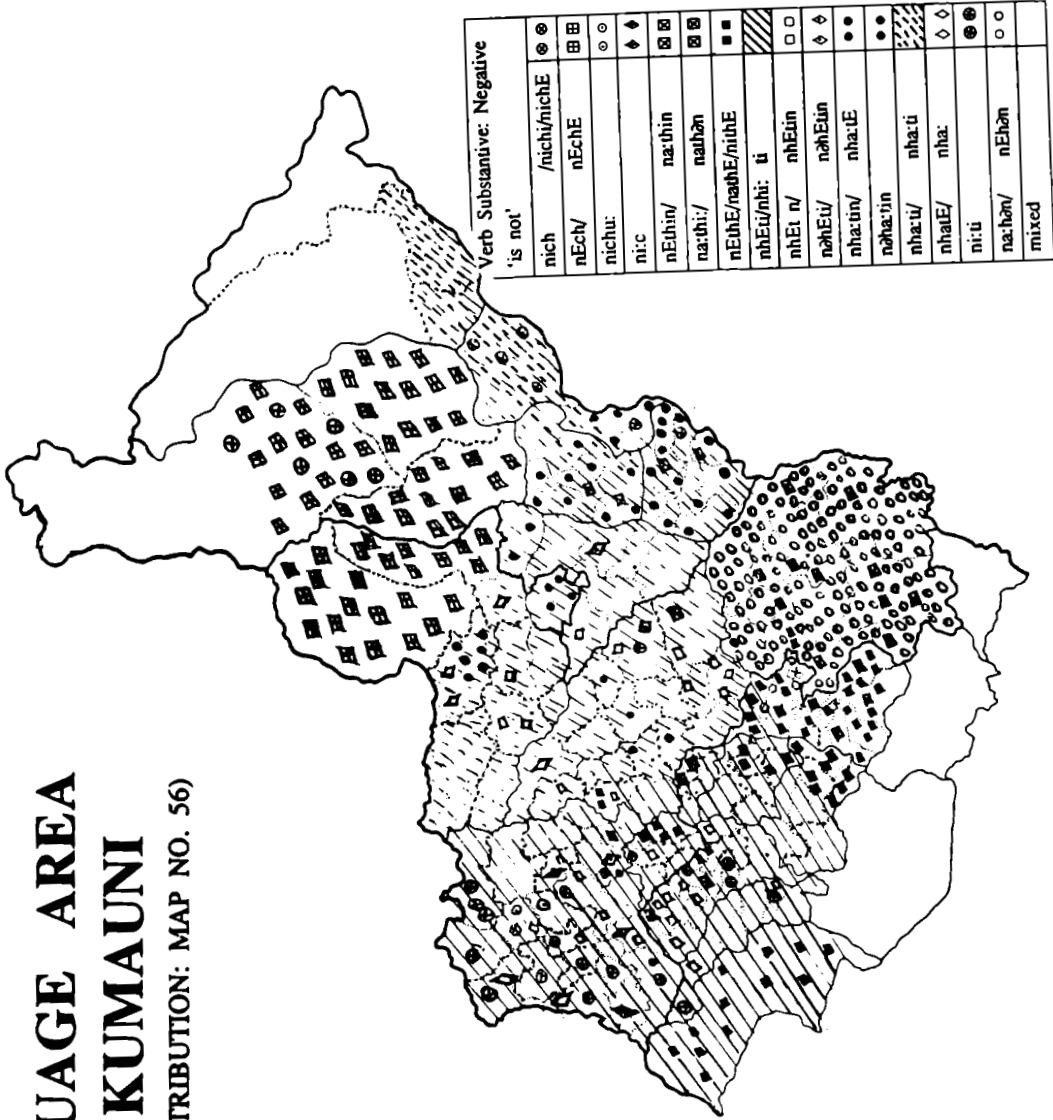 UAGE AREA
KUMAUNI
TRIBUTION: MAP NO. 56)
Verb Substantive: Negative
'is not'
nich /nichi/nichE
nEch/ nEchE
nichu:
ni:c
nEthin/ na:thin
na:thi:/ nathən
nEthE/nathE/nithE
nhEti/nhi: ti
nhEt n/ nhEtin
nəhEti/ nəhEtin
nha:tin/ nha:tE
nəha:tin
nha:ti/ nha:ti
nhatE/ nha:
ni:ti
na:hən/ nEhən
mixed